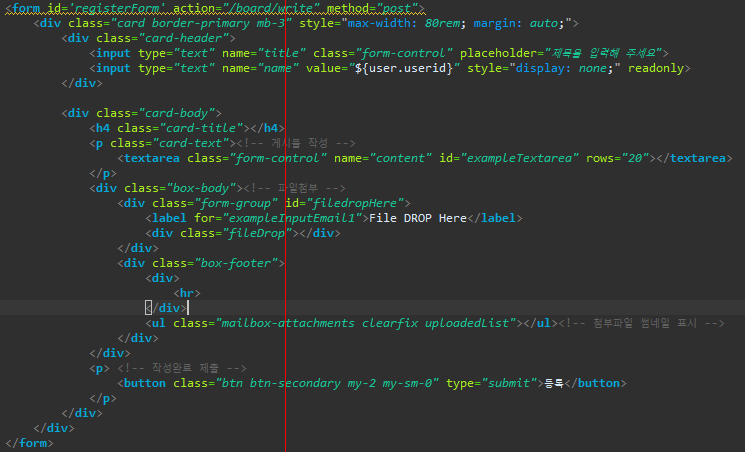 <form id='registerForm' action="/board/write" method="post">
<div class="card border-primary mb-3" style="max-width: 80rem; margin: auto;">
<div class="card-header">
<input type="text" name="title" class="form-control" placeholder="제목을 입력해 주세요">
<input type="text" name="name" value="${user.userid}" style="display: none;" readonly>
</div>
<div class="card-body">
<h4 class="card-title"></h4>
<p class="card-text"><!-- 게시물 작성 -->
<textarea class="form-control" name="content" id="exampleTextarea" rows="20"></textarea>
</p>
<div class="box-body"><!-- 파일첨부 -->
<div class="form-group" id="filedropHere">
<label for="exampleInputEmail1">File DROP Here</label>
<div class="fileDrop"></div>
</div>
<div class="box-footer">
<div>
<hr>
</div>
<ul class="mailbox-attachments clearfix uploadedList"></ul><!-- 첨부파일 썸네일 표시 -->
</div>
</div>
<p> <!-- 작성완료 제출 -->
<button class="btn btn-secondary my-2 my-sm-0" type="submit">등록</button>
</p>
</div>
</div>
</form>